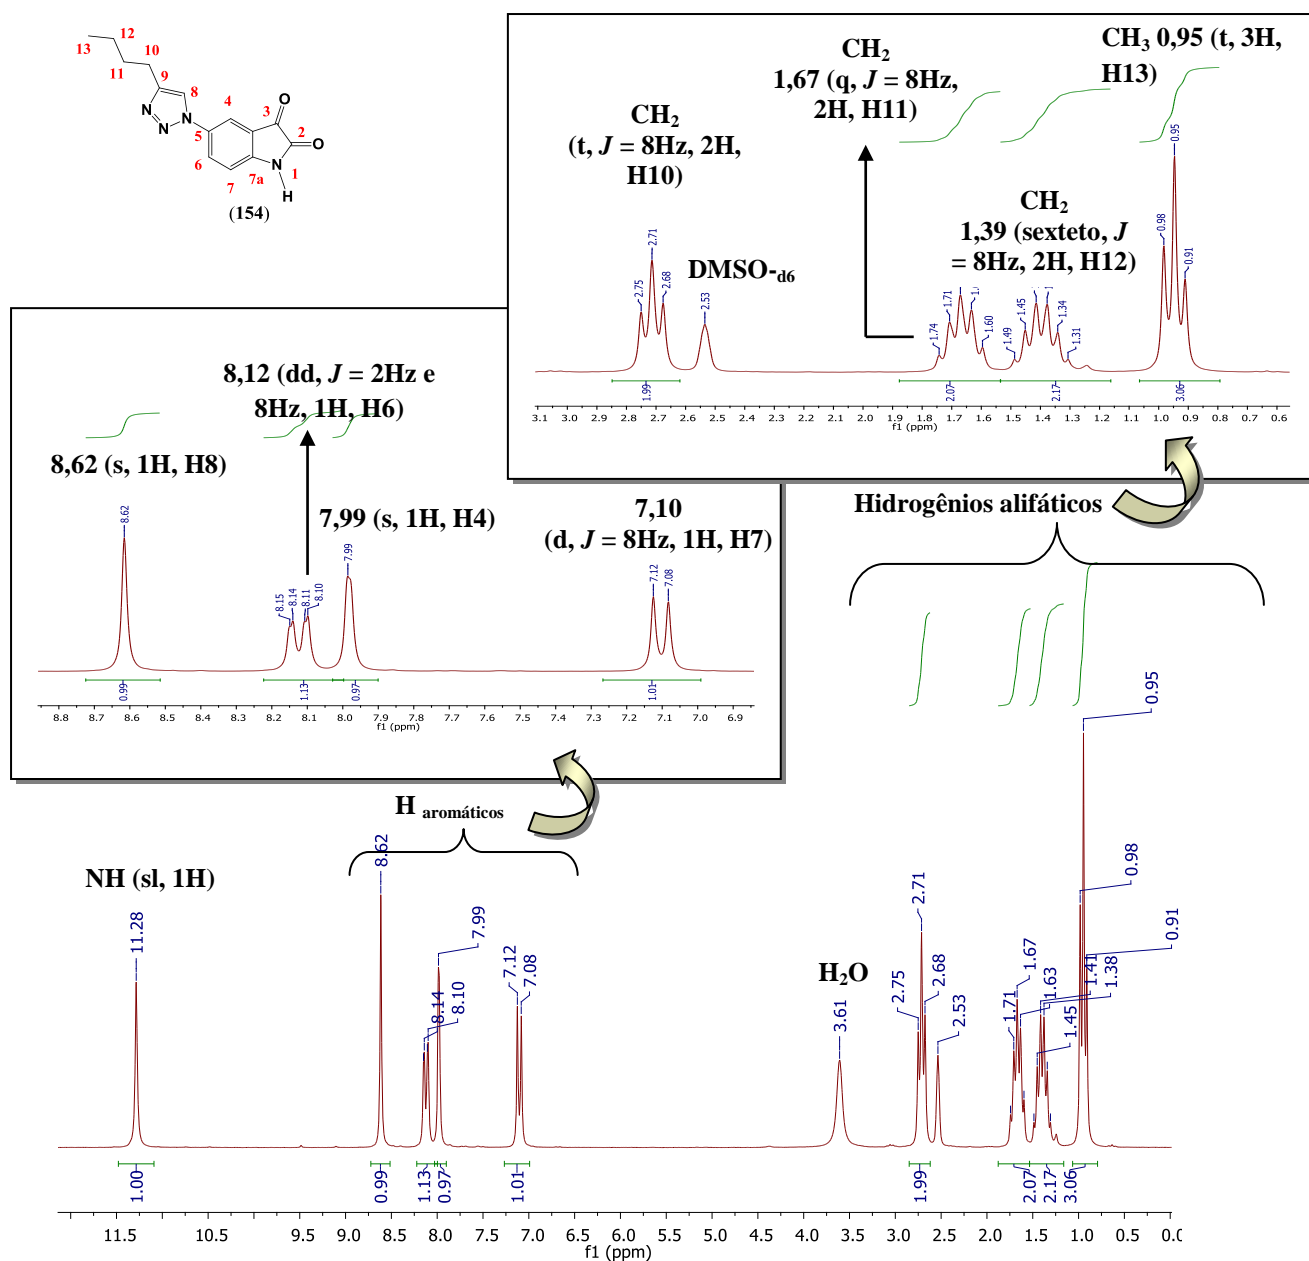 13
12
11
10
9
8
N
N
N
4
5
6
7
7a
3
2
1
O
O
N
H
(154)
CH2
(t, J = 8Hz, 2H,
H10)
DMSO-d6
CH2
1,67 (q, J = 8Hz,
2H, H11)
CH2
1,39 (sexteto, J
= 8Hz, 2H, H12)
CH3 0,95 (t, 3H,
H13)
2.75
2.71
2.68
2.53
1.74
1.71
1.60
1.49
1.45
1.34
1.31
0.98
0.95
0.91
1.99
2.07
2.17
3.06
3.1 3.0 2.9 2.8 2.7 2.6 2.5 2.4 2.3 2.2 2.1 2.0 1.9 1.8 1.7 1.6 1.5 1.4 1.3 1.2 1.1 1.0 0.9 0.8 0.7 0.6
f1 (ppm)
8,12 (dd, J = 2Hz e
8Hz, 1H, H6)
8,62 (s, 1H, H8)
7,99 (s, 1H, H4)
7,10
(d, J = 8Hz, 1H, H7)
8.62
8.15
8.14
8.11
8.10
7.99
7.12
7.08
0.99
1.13
0.97
1.01
8.8 8.7 8.6 8.5 8.4 8.3 8.2 8.1 8.0 7.9 7.8 7.7 7.6 7.5 7.4 7.3 7.2 7.1 7.0 6.9
f1 (ppm)
Hidrogênios alifáticos
H aromáticos
NH (sl, 1H)
H2O
11.28
8.62
8.14
8.10
7.99
7.12
7.08
3.61
2.75
2.71
2.68
2.53
1.71
1.67
1.63
1.45
1.41
1.38
0.98
0.95
0.91
1.00
0.99
1.13
0.97
1.01
1.99
2.07
2.17
3.06
11.5 10.5 9.5 9.0 8.5 8.0 7.5 7.0 6.5 6.0 5.5 5.0 4.5 4.0 3.5 3.0 2.5 2.0 1.5 1.0 0.5
f1 (ppm)